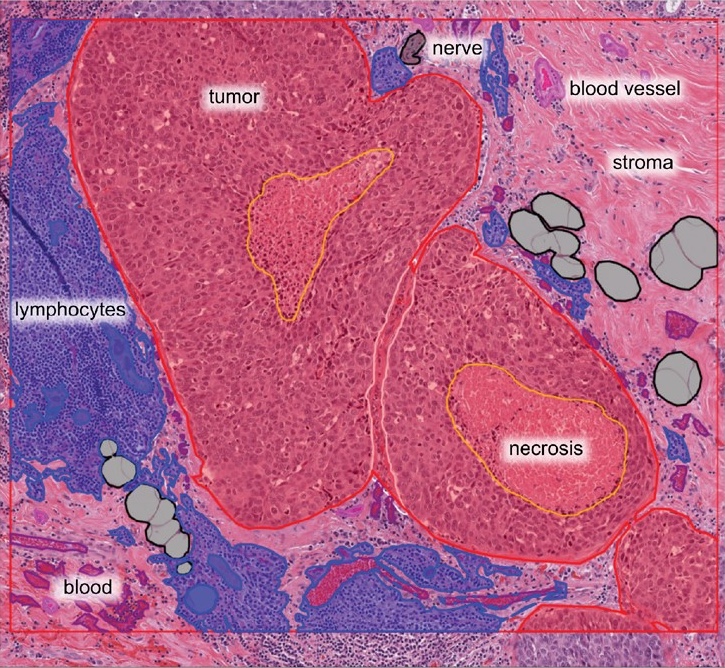 nerve
tumor
blood vessel
stroma
lymphocytes
necrosis
blood